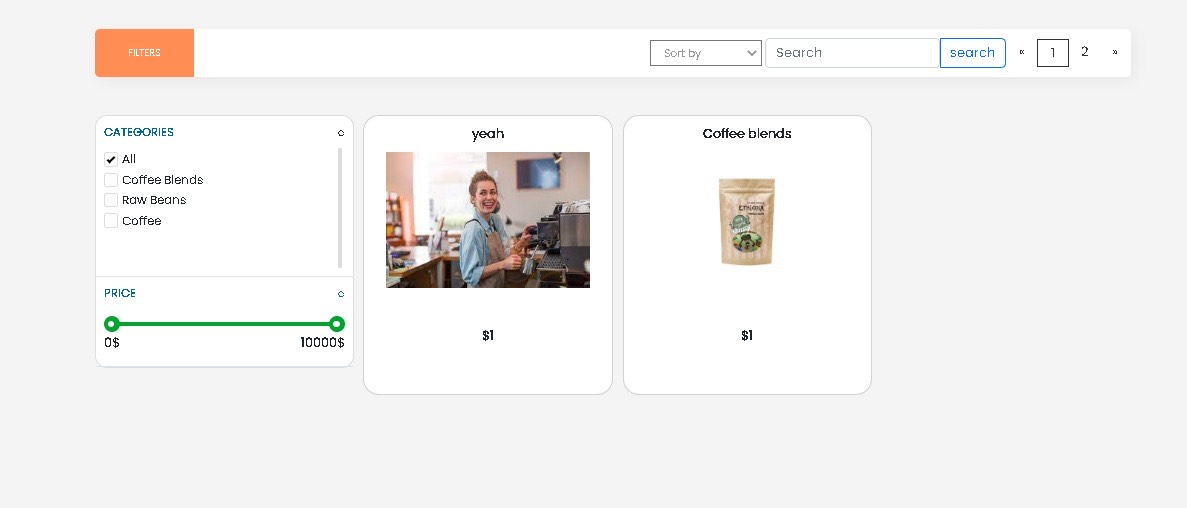 FILTERS
Sort by
Search
search
« 1 2 »
CATEGORIES
All
Coffee Blends
Raw Beans
Coffee
PRICE
0$ 10000$
yeah
$1
Coffee blends
ETHIOPIA
$1